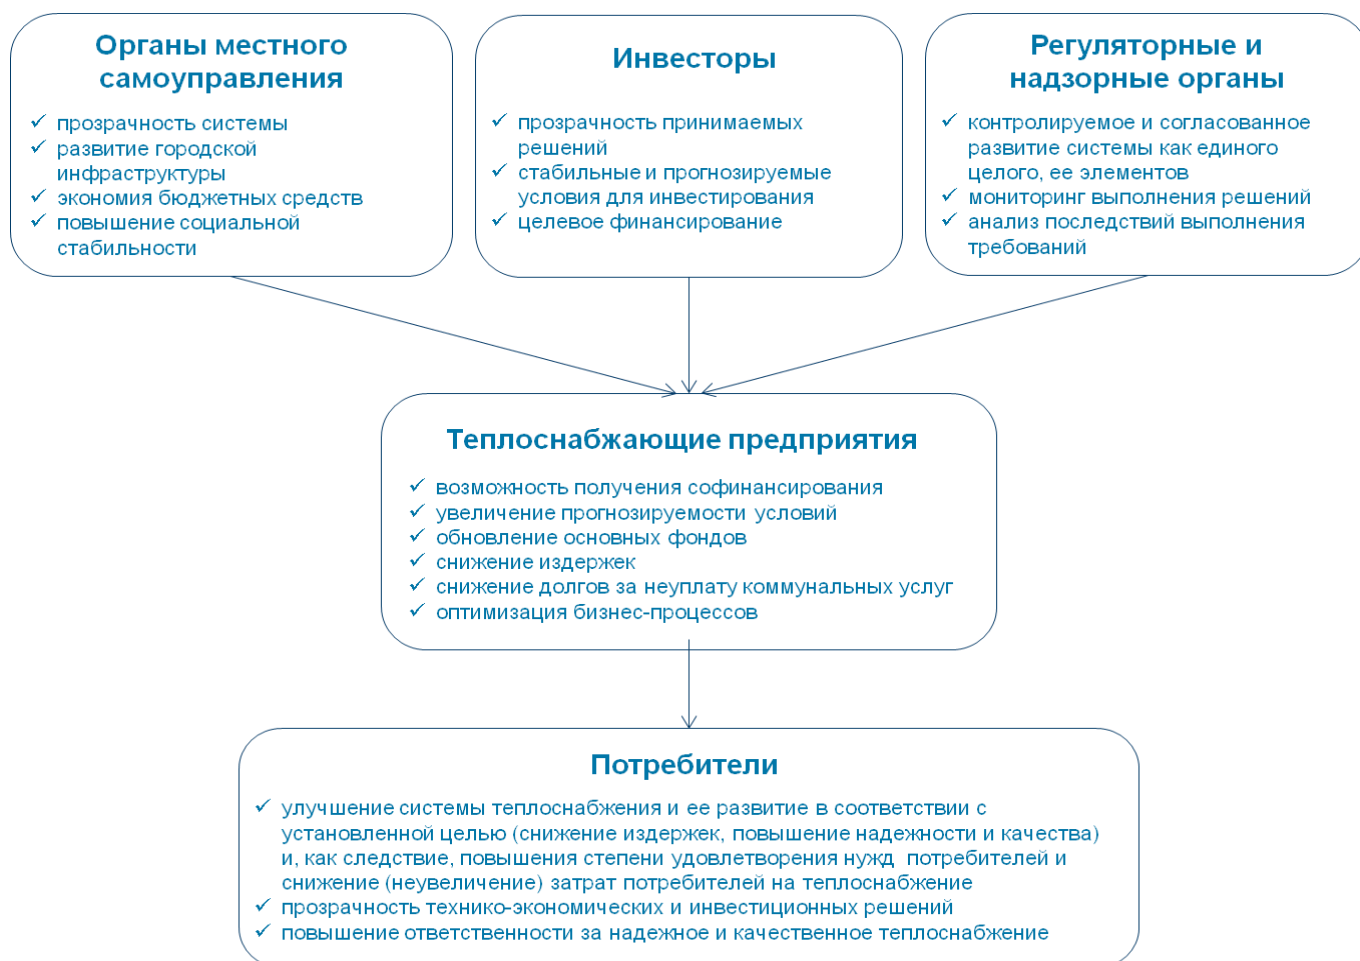 Органы местного
самоуправления
✓ прозрачность системы
✓ развитие городской
инфраструктуры
✓ экономия бюджетных средств
✓ повышение социальной
стабильности
Инвесторы
✓ прозрачность принимаемых
решений
✓ стабильные и прогнозируемые
условия для инвестирования
✓ целевое финансирование
Регуляторные и
надзорные органы
✓ контролируемое и согласованное
развитие системы как единого
целого, ее элементов
✓ мониторинг выполнения решений
✓ анализ последствий выполнения
требований
Теплоснабжающие предприятия
✓ возможность получения софинансирования
✓ увеличение прогнозируемости условий
✓ обновление основных фондов
✓ снижение издержек
✓ снижение долгов за неуплату коммунальных услуг
✓ оптимизация бизнес-процессов
Потребители
✓ улучшение системы теплоснабжения и ее развитие в соответствии с
установленной целью (снижение издержек, повышение надежности и качества)
и, как следствие, повышения степени удовлетворения нужд потребителей и
снижение (неувеличение) затрат потребителей на теплоснабжение
✓ прозрачность технико-экономических и инвестиционных решений
✓ повышение ответственности за надежное и качественное теплоснабжение